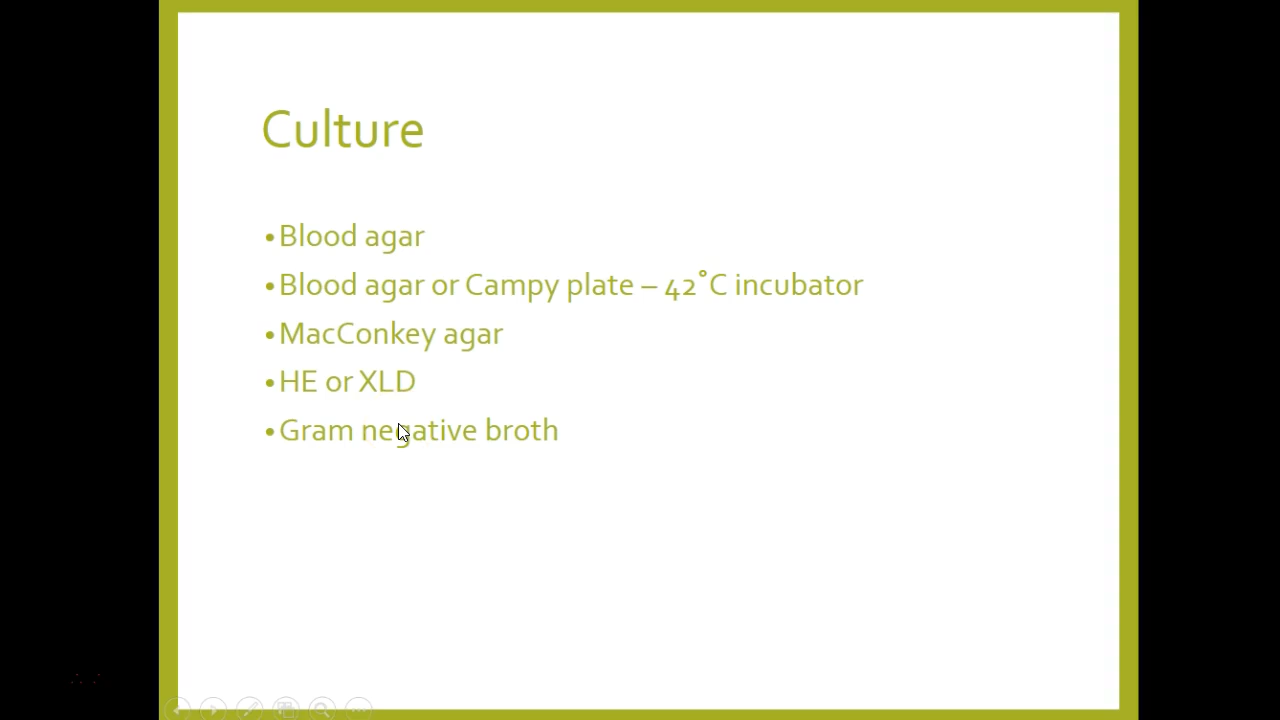 Culture
•Blood agar
•Blood agar or Campy plate – 42˚C incubator
•MacConkey agar
•HE or XLD
•Gram negative broth